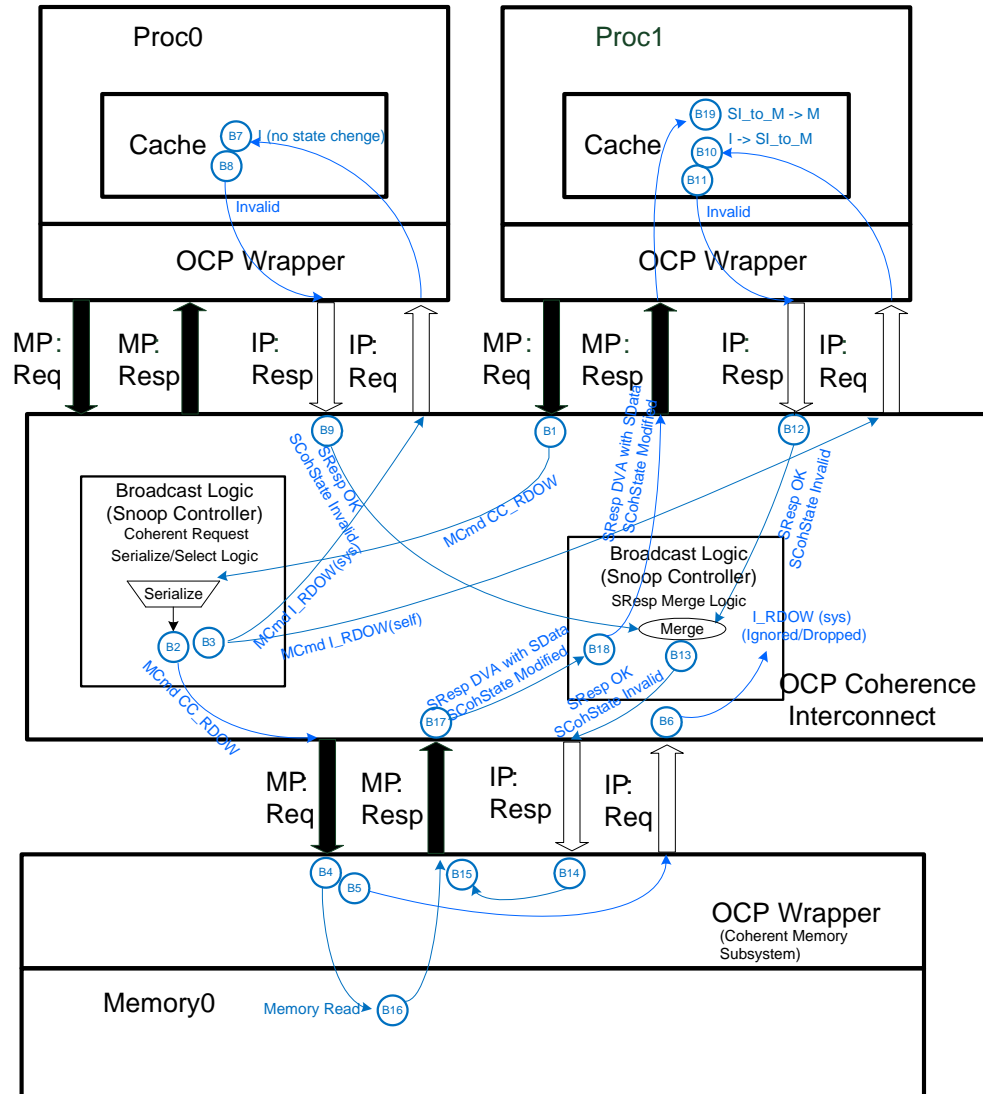 Proc0
Proc1
B7
I (no state chenge)
Cache
B8
Invalid
OCP Wrapper
B19
SI_to_M -> M
B10
I -> SI_to_M
Cache
B11
Invalid
OCP Wrapper
MP:
Req
MP:
Resp
IP:
Resp
IP:
Req
MP:
Req
MP:
Resp
IP:
Resp
IP:
Req
B9
SResp OK
SCohState Invalid
B1
MCmd CC_RDOW
SResp DVA with SData
SCohState Modified
B12
SResp OK
SCohState Invalid
Broadcast Logic
(Snoop Controller)
Coherent Request
Serialize/Select Logic
Serialize
B2
B3
MCmd I_RDOW(sys)
MCmd I_RDOW(self)
MCmd CC_RDOW
Broadcast Logic
(Snoop Controller)
SResp Merge Logic
Merge
B18
B13
I_RDOW (sys)
(Ignored/Dropped)
SResp DVA with SData
SCohState Modified
SResp OK
SCohState Invalid
B17
B6
OCP Coherence
Interconnect
MP:
Req
MP:
Resp
IP:
Resp
IP:
Req
B4
B5
B15
B14
OCP Wrapper
(Coherent Memory
Subsystem)
Memory0
Memory Read
B16